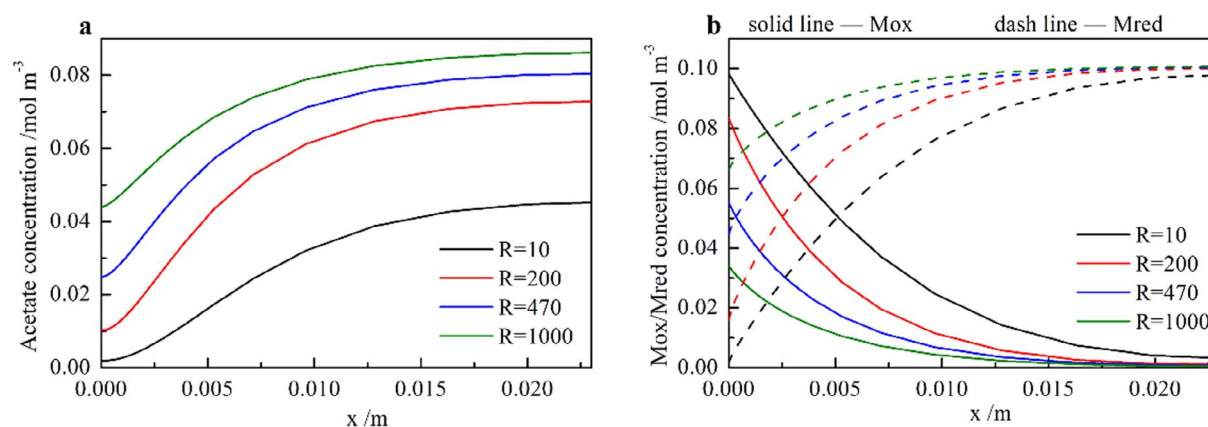 a
Acetate concentration /mol m⁻³
0.08
0.06
0.04
0.02
0.00
R=10
R=200
R=470
R=1000
0.000 0.005 0.010 0.015 0.020
x /m
b
solid line — Mox dash line — Mred
Mox/Mred concentration /mol m⁻³
0.10
0.08
0.06
0.04
0.02
0.00
R=10
R=200
R=470
R=1000
0.000 0.005 0.010 0.015 0.020
x /m